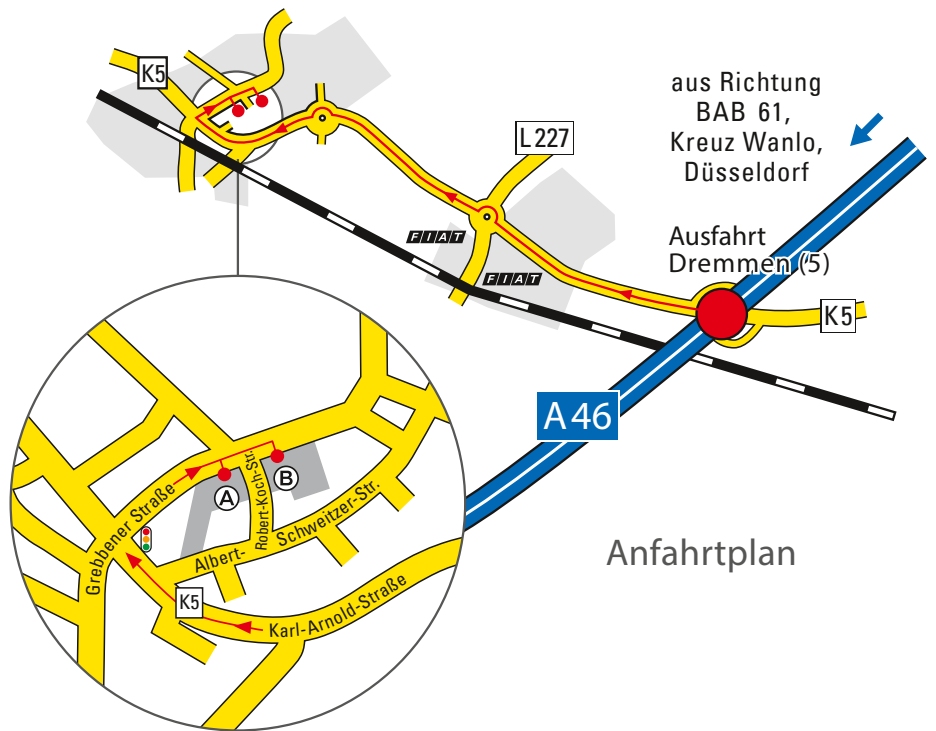 K5
aus Richtung
BAB 61,
Kreuz Wanlo,
Düsseldorf
L 227
FIAT
Ausfahrt
Dremmen (5)
FIAT
K5
A 46
Grebbener Straße
A
B
Robert-Koch-Str.
Albert-Schweitzer-Str.
K5
Karl-Arnold-Straße
Anfahrtplan